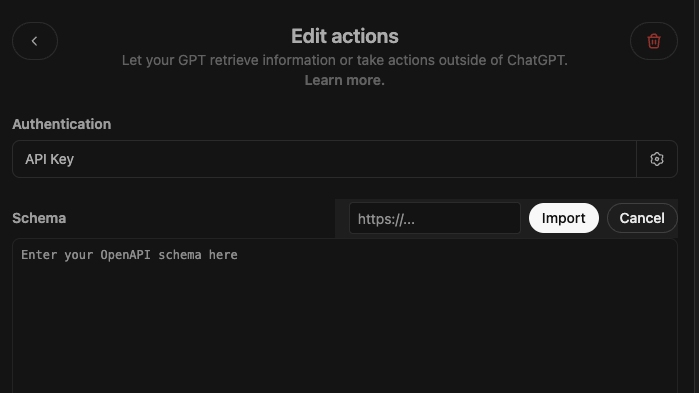 Edit actions
Let your GPT retrieve information or take actions outside of ChatGPT.
Learn more.
Authentication
API Key
Schema
https://...
Import
Cancel
Enter your OpenAPI schema here